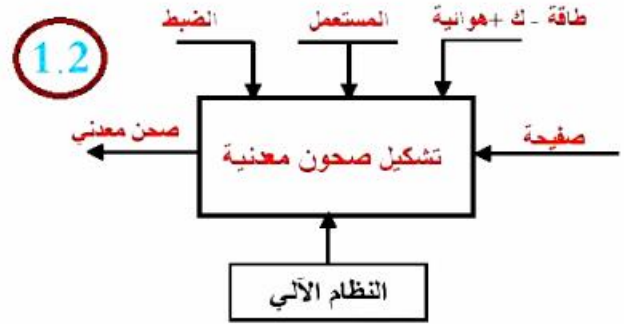 1.2
طاقة - ك + هوائية
المستعمل
الضبط
صفيحة
تشكيل صحون معدنية
صحن معدني
النظام الآلي